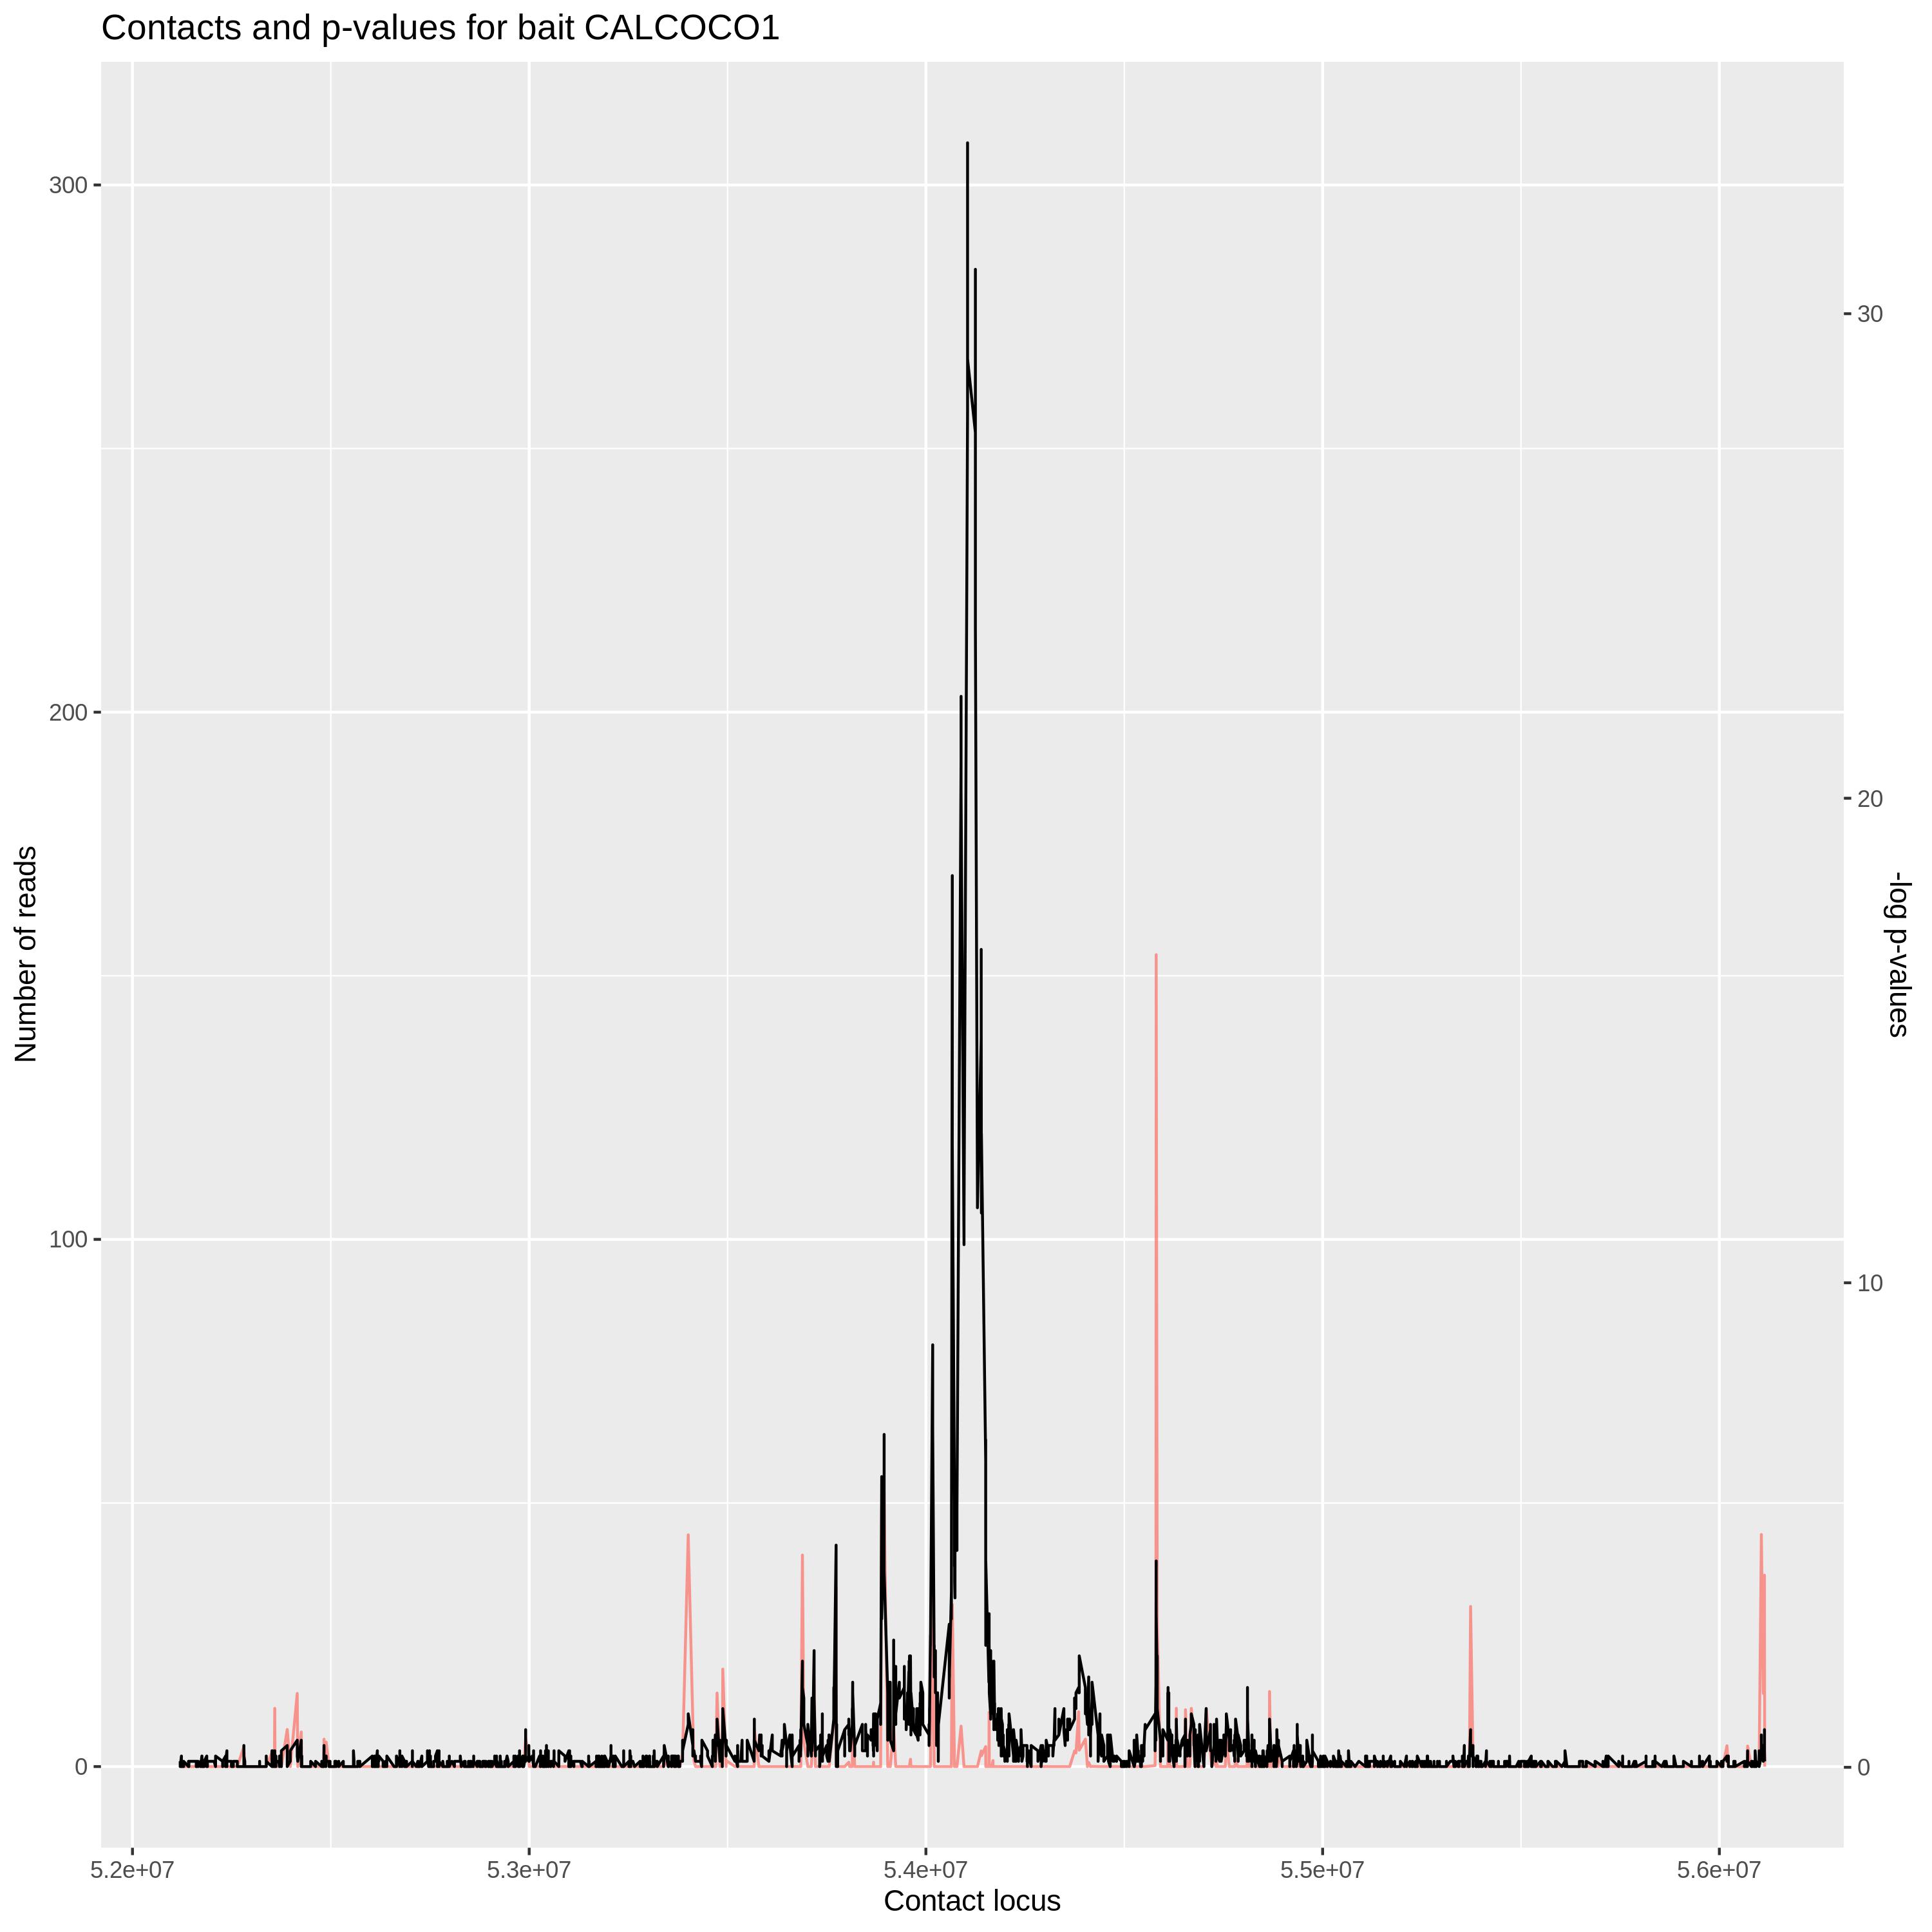 Contacts and p-values for bait CALCOCO1
300
200
100
0
Number of reads
30
20
10
0
-log p-values
5.2e+07 5.3e+07 5.4e+07 5.5e+07 5.6e+07
Contact locus